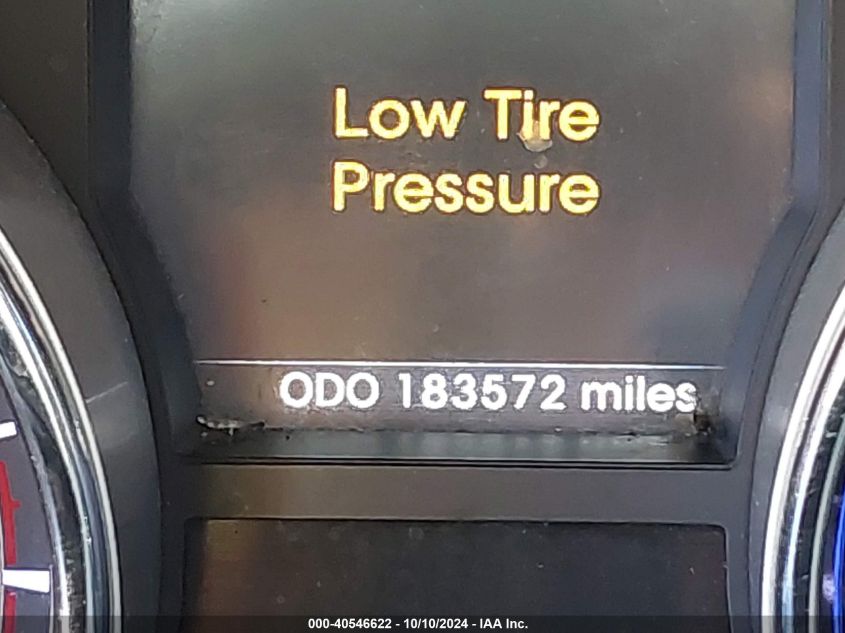 Low Tire
Pressure
ODO 183572 miles
000-40546622 - 10/10/2024 - IAA Inc.